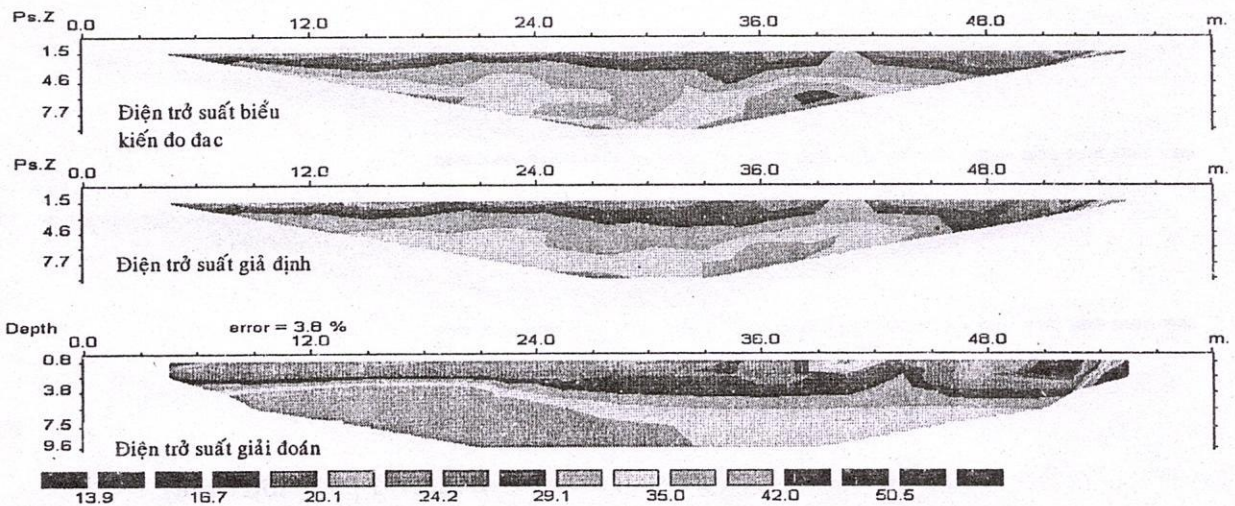 Ps.Z 0.0 12.0 24.0 36.0 48.0 m.
1.5
4.6
7.7
Điện trở suất biểu
kiến đo đac
Ps.Z 0.0 12.0 24.0 36.0 48.0 m.
1.5
4.6
7.7
Điện trở suất giả định
Depth 0.0 error = 3.8 % 12.0 24.0 36.0 48.0 m.
0.8
3.8
7.5
9.6
Điện trở suất giải đoán
13.9 16.7 20.1 24.2 29.1 35.0 42.0 50.5